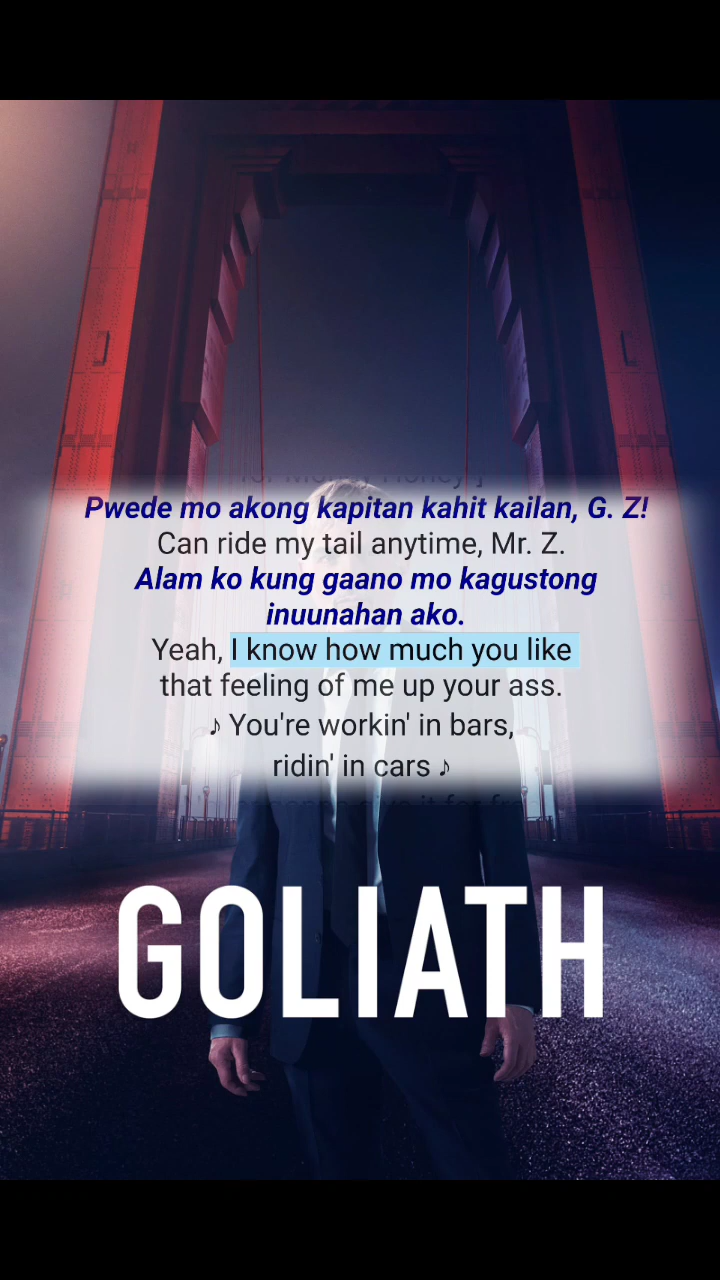 Pwede mo akong kapitan kahit kailan, G. Z!
Can ride my tail anytime, Mr. Z.
Alam ko kung gaano mo kagustong
inuunahan ako.
Yeah, I know how much you like
that feeling of me up your ass.
♪ You're workin' in bars,
ridin' in cars ♪
GOLIATH